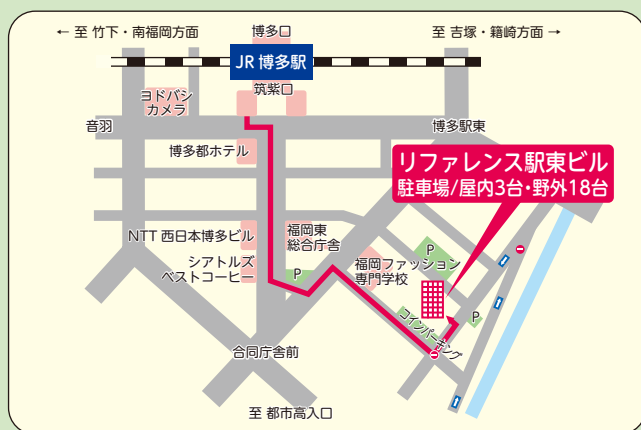 ← 至 竹下・南福岡方面
博多口
至 吉塚・籍崎方面 →
JR 博多駅
筑紫口
ヨドバシ
カメラ
音羽
博多駅東
博多都ホテル
リファレンス駅東ビル
駐車場/屋内3台・野外18台
NTT 西日本博多ビル
福岡東
総合庁舎
シアトルズ
ベストコーヒー
P
福岡ファッション
専門学校
P
コインパーキング
P
合同庁舎前
至 都市高入口